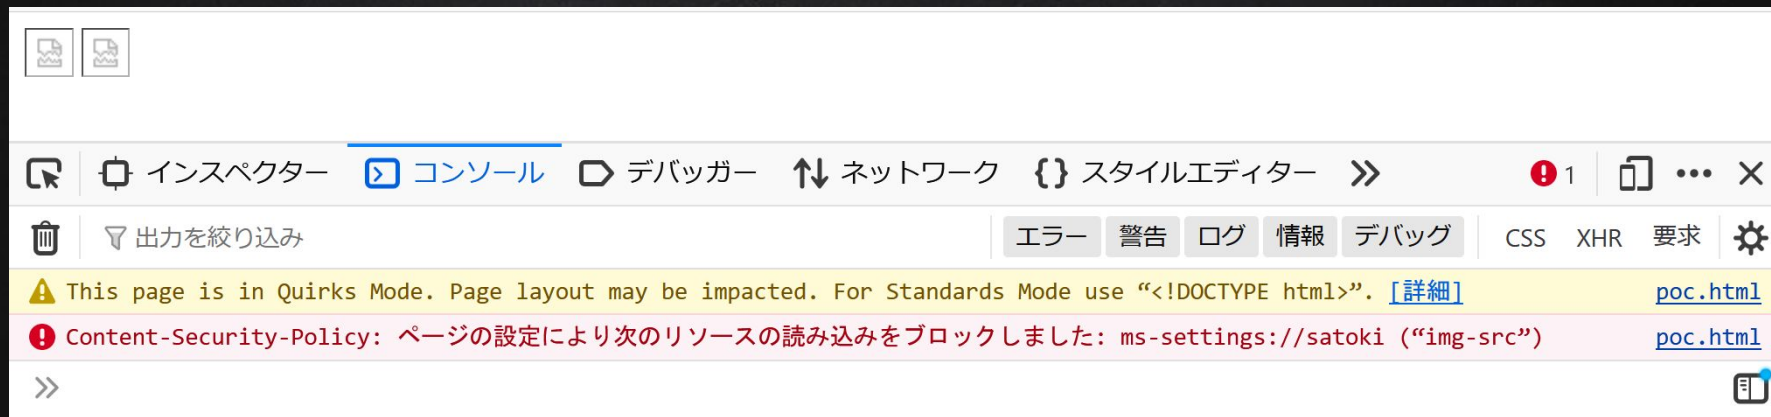 インスペクター コンソール デバッガー ネットワーク スタイルエディター 1
出力を絞り込み エラー 警告 ログ 情報 デバッグ CSS XHR 要求
This page is in Quirks Mode. Page layout may be impacted. For Standards Mode use “<!DOCTYPE html>”. [詳細] poc.html
Content-Security-Policy: ページの設定により次のリソースの読み込みをブロックしました: ms-settings://satoki (“img-src”) poc.html